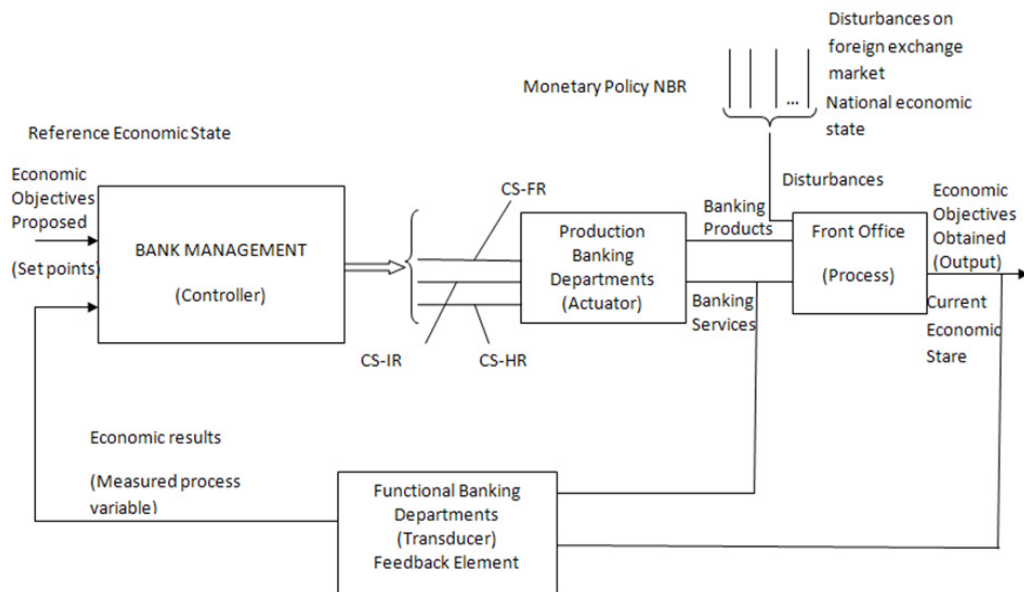 Disturbances on
foreign exchange
market
Monetary Policy NBR
...
National economic
state
Reference Economic State
Economic
Objectives
Proposed
(Set points)
BANK MANAGEMENT
(Controller)
CS-FR
CS-IR
CS-HR
Production
Banking
Departments
(Actuator)
Banking
Products
Banking
Services
Disturbances
Front Office
(Process)
Economic
Objectives
Obtained
(Output)
Current
Economic
Stare
Economic results
(Measured process
variable)
Functional Banking
Departments
(Transducer)
Feedback Element